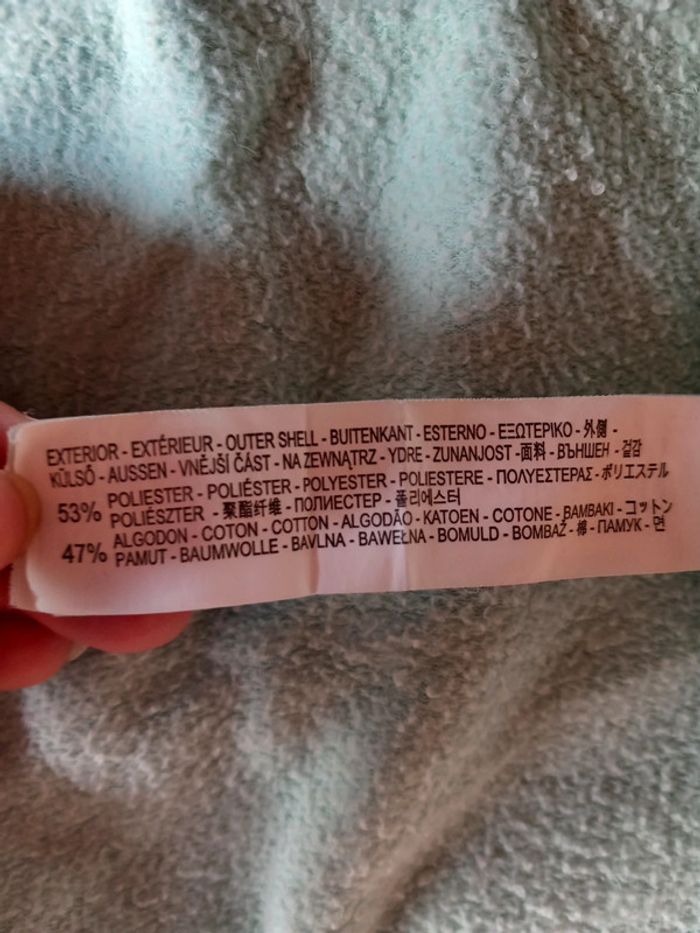 EXTERIOR - EXTÉRIEUR - OUTER SHELL - BUITENKANT - ESTERNO - ΕΞΩΤΕΡΙΚΟ - 外側 -
KÜLSŐ - AUSSEN - VNĚJŠÍ ČÁST - NA ZEWNĄTRZ - YDRE - ZUNANJOST - 面料 - ВЪНШЕН - 겉감
53% POLIESTER - POLIÉSTER - POLYESTER - POLIESTERE - ΠΟΛΥΕΣΤΕΡΑΣ - ポリエステル
POLIÉSZTER - 聚酯纤维 - ПОЛИЕСТЕР - 폴리에스터
47% ALGODON - COTON - COTTON - ALGODÃO - KATOEN - COTONE - BAMBAKI - コットン
PAMUT - BAUMWOLLE - BAVLNA - BAWEŁNA - BOMULD - BOMBAŽ - 棉 - ПАМУК - 면